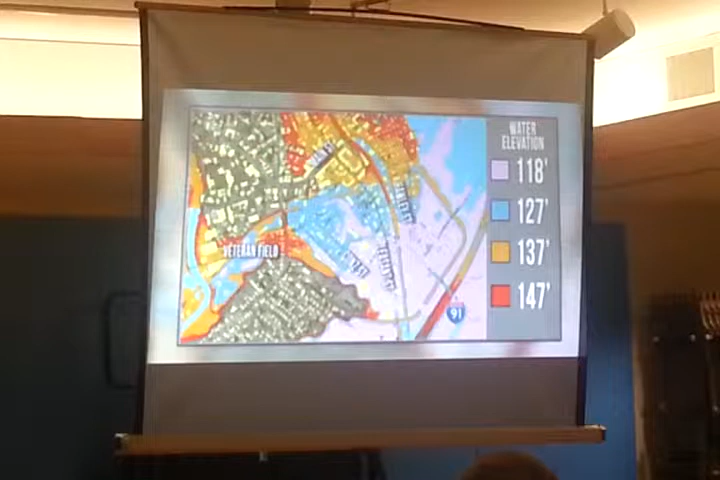 WATER
ELEVATION
118'
127'
137'
147'
VETERAN FIELD
91